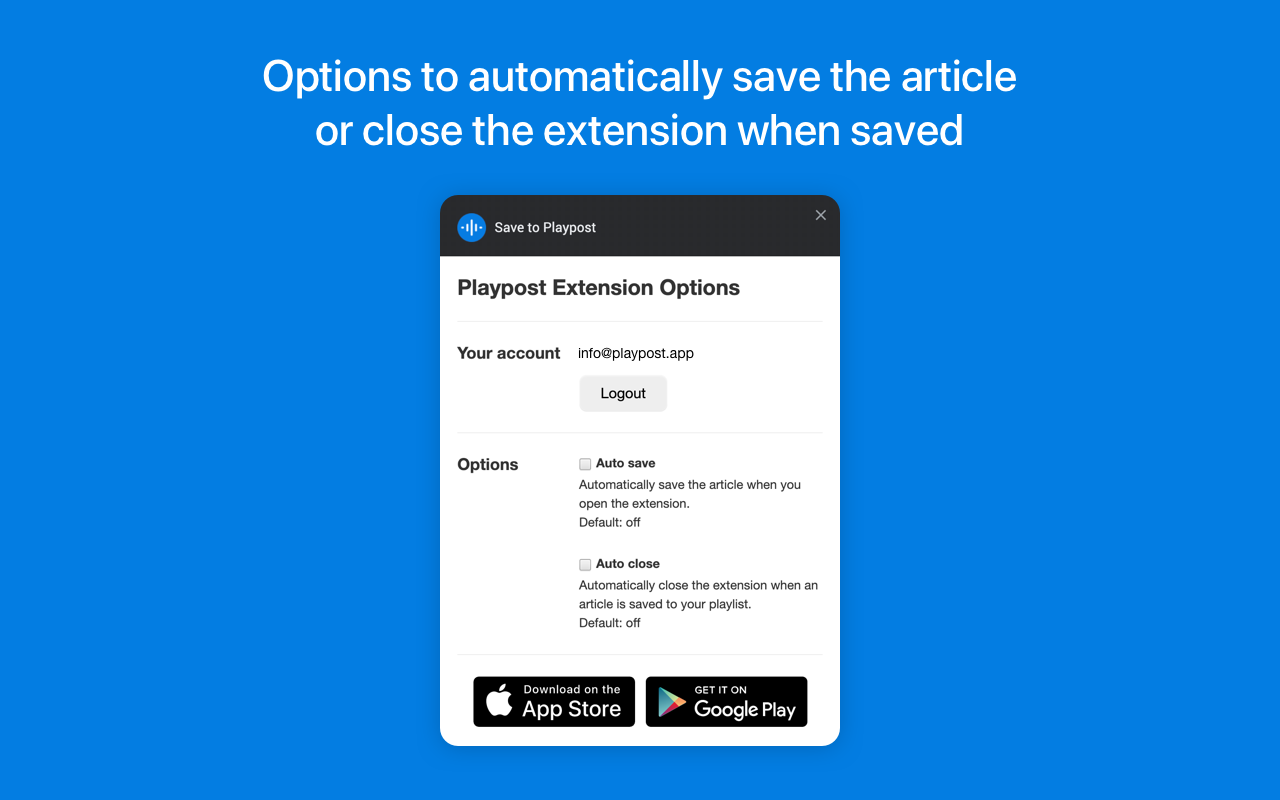 Options to automatically save the article
or close the extension when saved
Save to Playpost
Playpost Extension Options
Your account
info@playpost.app
Logout
Options
Auto save
Automatically save the article when you
open the extension.
Default: off
Auto close
Automatically close the extension when an
article is saved to your playlist.
Default: off
Download on the
App Store
GET IT ON
Google Play